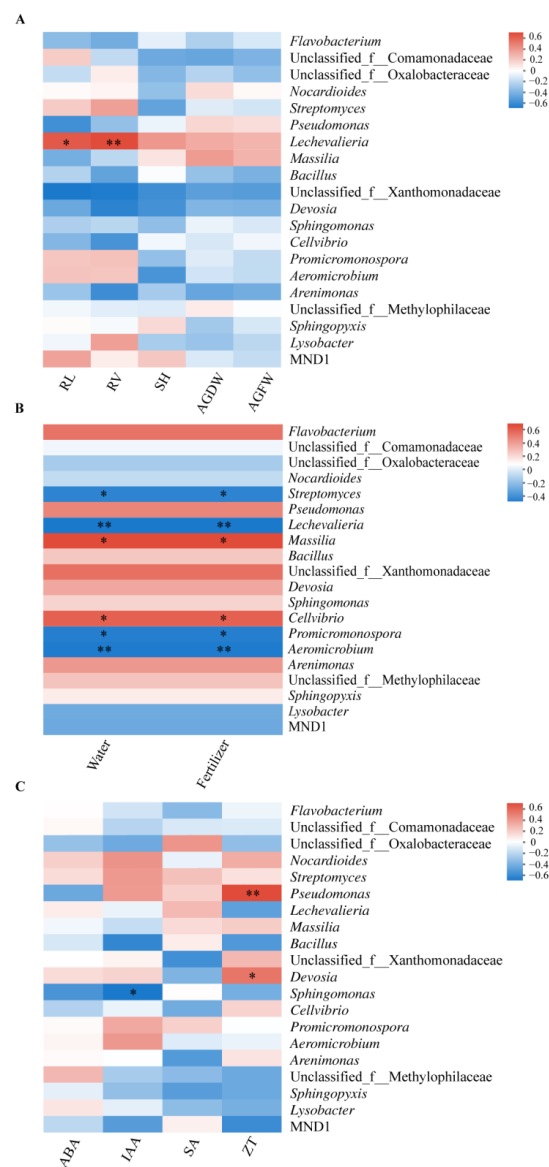 A
Flavobacterium
Unclassified_f__Comamonadaceae
Unclassified_f__Oxalobacteraceae
Nocardioides
Streptomyces
Pseudomonas
* ** Lechevalieria
Massilia
Bacillus
Unclassified_f__Xanthomonadaceae
Devosia
Sphingomonas
Cellvibrio
Promicromonospora
Aeromicrobium
Arenimonas
Unclassified_f__Methylophilaceae
Sphingopyxis
Lysobacter
MND1
RL RV SH AGDW AGFW
0.6
0.4
0.2
0
−0.2
−0.4
−0.6
B
Flavobacterium
Unclassified_f__Comamonadaceae
Unclassified_f__Oxalobacteraceae
Nocardioides
* * Streptomyces
Pseudomonas
** ** Lechevalieria
* * Massilia
Bacillus
Unclassified_f__Xanthomonadaceae
Devosia
Sphingomonas
* * Cellvibrio
* * Promicromonospora
** ** Aeromicrobium
Arenimonas
Unclassified_f__Methylophilaceae
Sphingopyxis
Lysobacter
MND1
Water Fertilizer
0.6
0.4
0.2
0
−0.2
−0.4
C
Flavobacterium
Unclassified_f__Comamonadaceae
Unclassified_f__Oxalobacteraceae
Nocardioides
Streptomyces
** Pseudomonas
Lechevalieria
Massilia
Bacillus
Unclassified_f__Xanthomonadaceae
* Devosia
* Sphingomonas
Cellvibrio
Promicromonospora
Aeromicrobium
Arenimonas
Unclassified_f__Methylophilaceae
Sphingopyxis
Lysobacter
MND1
ABA IAA SA ZT
0.6
0.4
0.2
0
−0.2
−0.4
−0.6